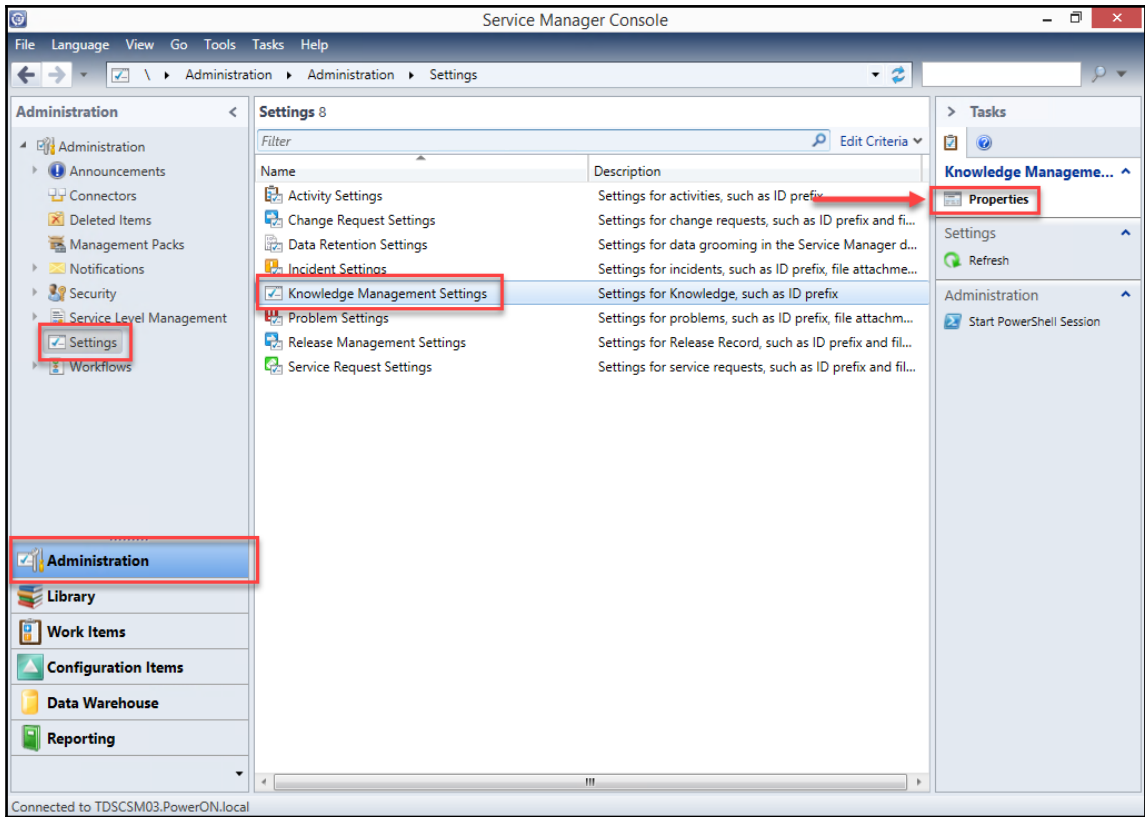 Service Manager Console
File Language View Go Tools Tasks Help
\ Administration Administration Settings
Administration <
Administration
Announcements
Connectors
Deleted Items
Management Packs
Notifications
Security
Service Level Management
Settings
Workflows
Administration
Library
Work Items
Configuration Items
Data Warehouse
Reporting
Settings 8
Filter Edit Criteria
Name Description
Activity Settings Settings for activities, such as ID prefix
Change Request Settings Settings for change requests, such as ID prefix and fi...
Data Retention Settings Settings for data grooming in the Service Manager d...
Incident Settings Settings for incidents, such as ID prefix, file attachme...
Knowledge Management Settings Settings for Knowledge, such as ID prefix
Problem Settings Settings for problems, such as ID prefix, file attachm...
Release Management Settings Settings for Release Record, such as ID prefix and fil...
Service Request Settings Settings for service requests, such as ID prefix and fil...
> Tasks
Knowledge Manageme...
Properties
Settings
Refresh
Administration
Start PowerShell Session
Connected to TDSCSM03.PowerON.local